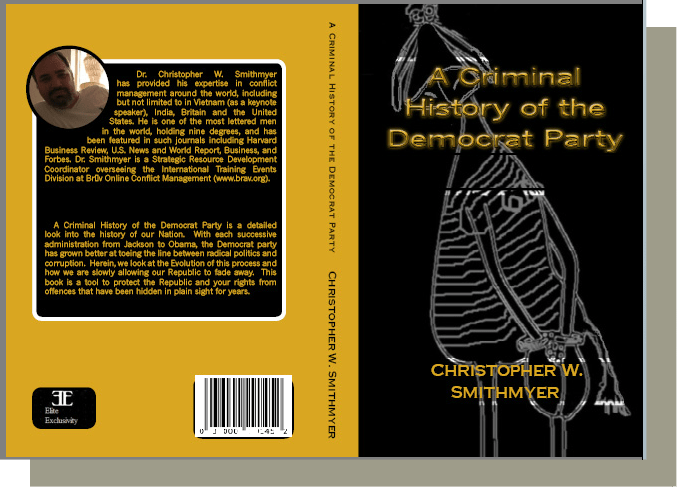 Dr. Christopher W. Smithmyer
has provided his expertise in conflict
management around the world, including
but not limited to in Vietnam (as a keynote
speaker), India, Britain and the United
States. He is one of the most lettered men
in the world, holding nine degrees, and has
been featured in such journals including Harvard
Business Review, U.S. News and World Report, Business, and
Forbes. Dr. Smithmyer is a Strategic Resource Development
Coordinator overseeing the International Training Events
Division at Online Conflict Management (www.brav.org).
A Criminal History of the Democrat Party is a detailed
look into the history of our Nation. With each successive
administration from Jackson to Obama, the Democrat party
has grown better at toeing the line between radical politics and
corruption. Herein, we look at the Evolution of this process and
how we are slowly allowing our Republic to fade away. This
book is a tool to protect the Republic and your rights from
offences that have been hidden in plain sight for years.
Elite
Exclusivity
A Criminal History of the Democrat Party
Christopher W. Smithmyer
A Criminal
History of the
Democrat Party
Christopher W.
Smithmyer